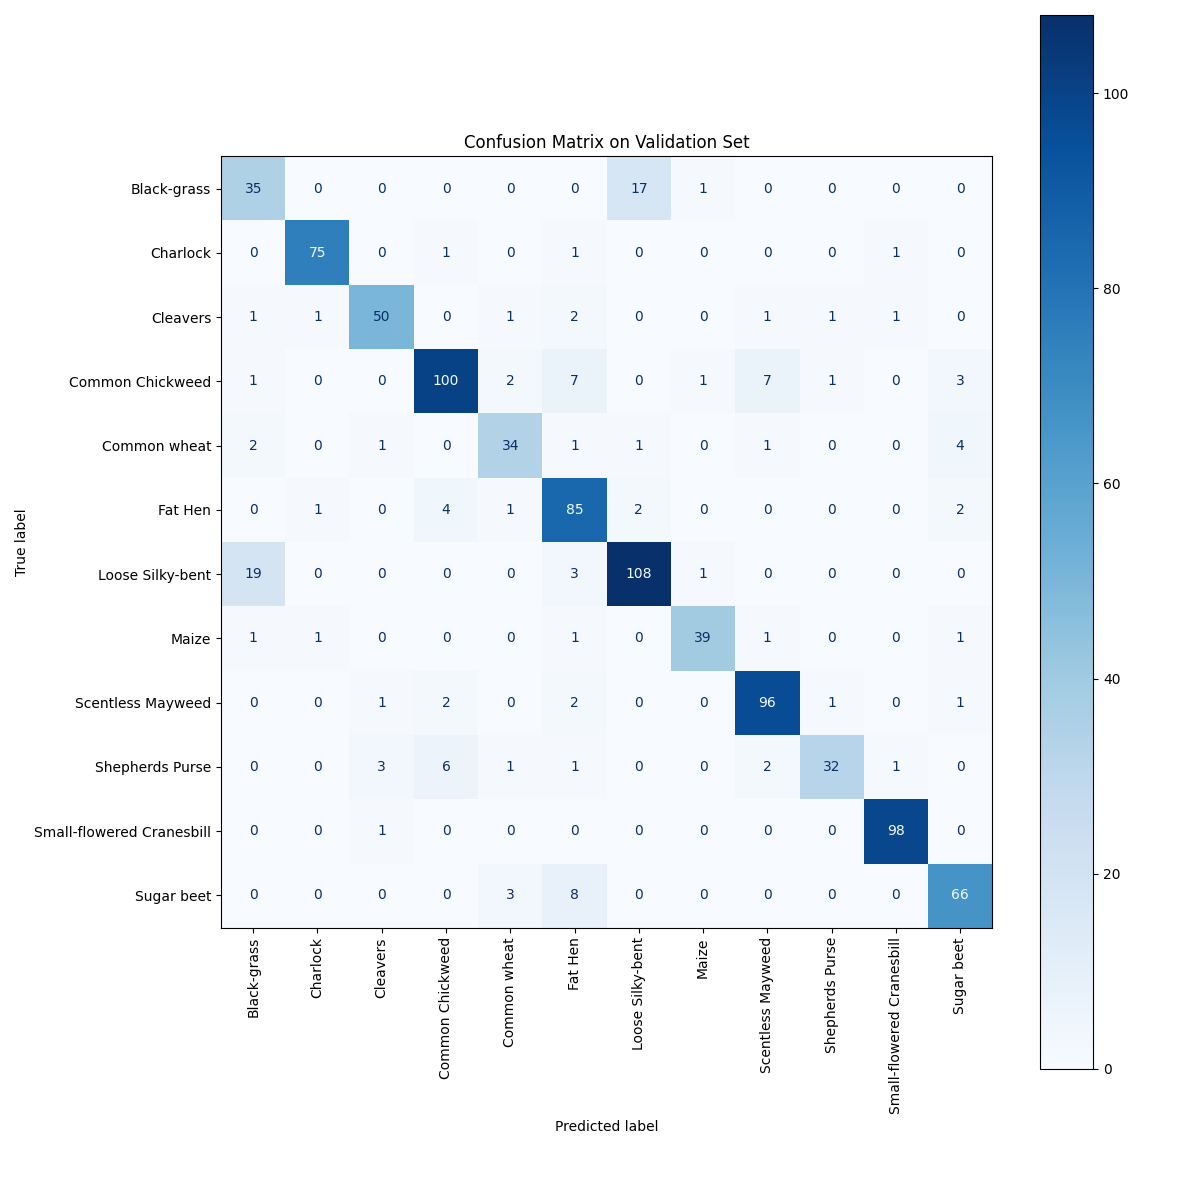 Confusion Matrix on Validation Set
Black-grass 35 0 0 0 0 0 17 1 0 0 0 0
Charlock 0 75 0 1 0 1 0 0 0 0 1 0
Cleavers 1 1 50 0 1 2 0 0 1 1 1 0
Common Chickweed 1 0 0 100 2 7 0 1 7 1 0 3
Common wheat 2 0 1 0 34 1 1 0 1 0 0 4
Fat Hen 0 1 0 4 1 85 2 0 0 0 0 2
Loose Silky-bent 19 0 0 0 0 3 108 1 0 0 0 0
Maize 1 1 0 0 0 1 0 39 1 0 0 1
Scentless Mayweed 0 0 1 2 0 2 0 0 96 1 0 1
Shepherds Purse 0 0 3 6 1 1 0 0 2 32 1 0
Small-flowered Cranesbill 0 0 1 0 0 0 0 0 0 0 98 0
Sugar beet 0 0 0 0 3 8 0 0 0 0 0 66
True label
Black-grass
Charlock
Cleavers
Common Chickweed
Common wheat
Fat Hen
Loose Silky-bent
Maize
Scentless Mayweed
Shepherds Purse
Small-flowered Cranesbill
Sugar beet
Predicted label
100
80
60
40
20
0